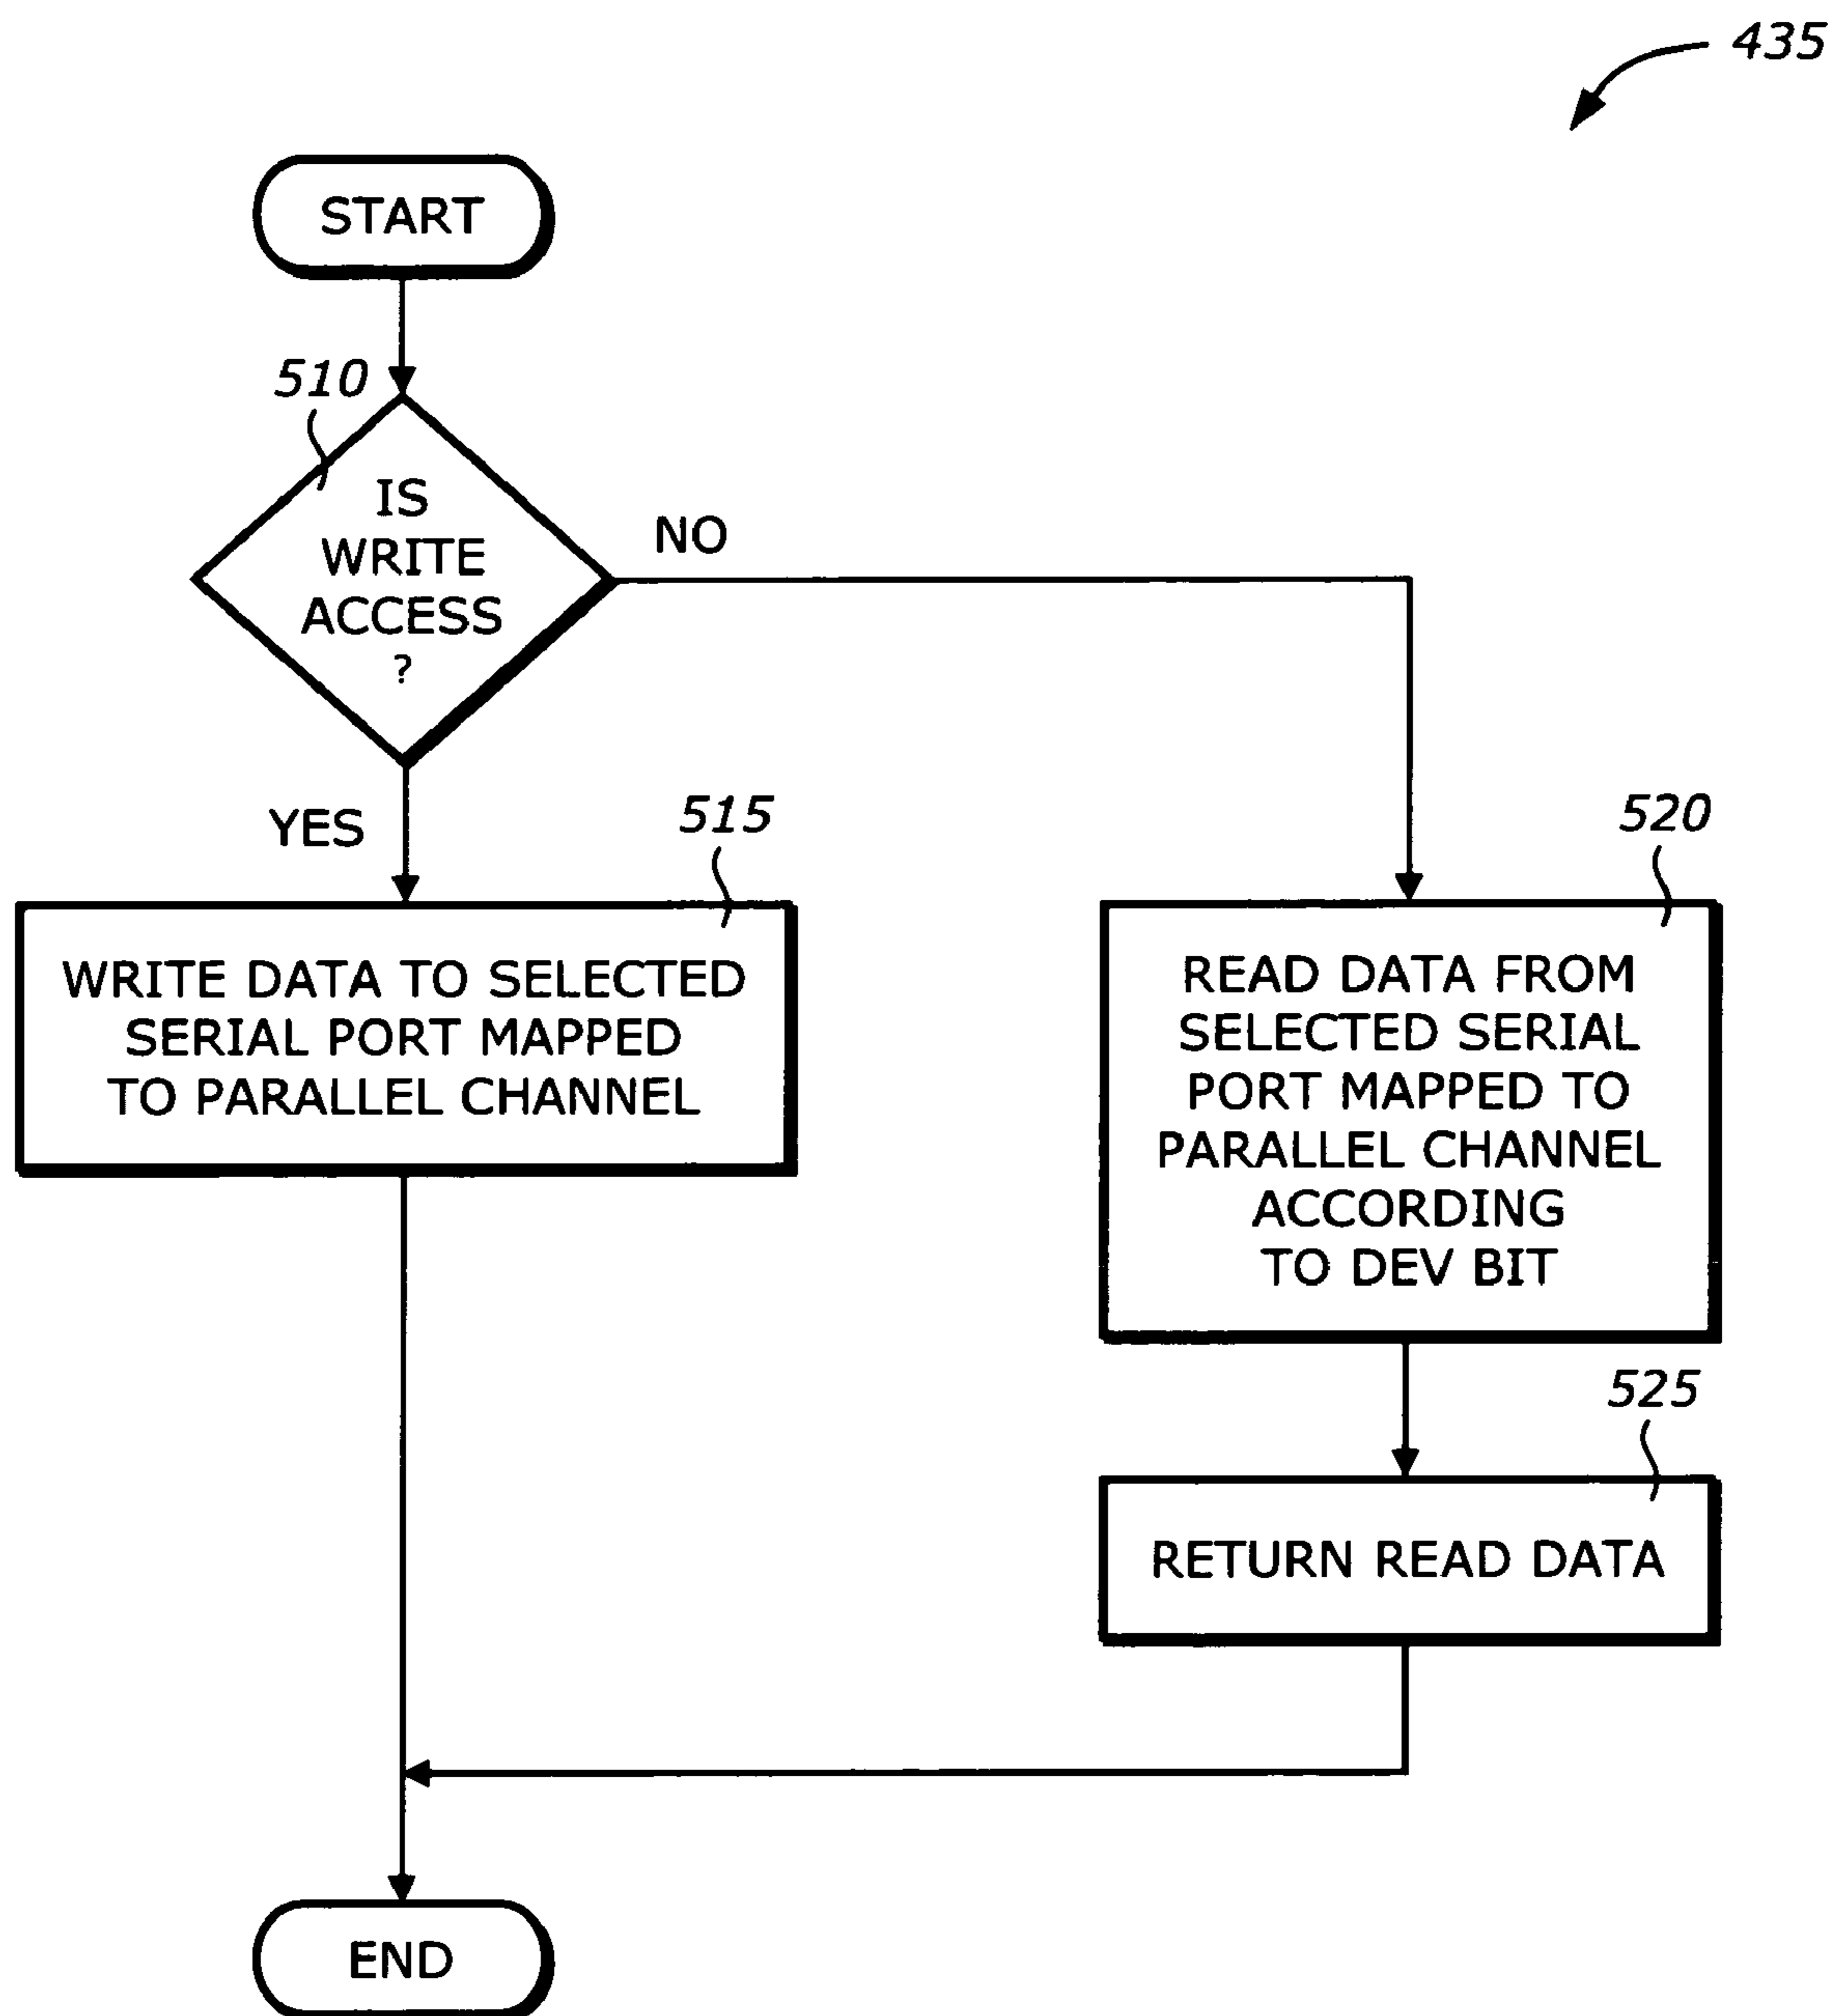 435
START
510
IS
WRITE
ACCESS
?
NO
YES
515
WRITE DATA TO SELECTED
SERIAL PORT MAPPED
TO PARALLEL CHANNEL
520
READ DATA FROM
SELECTED SERIAL
PORT MAPPED TO
PARALLEL CHANNEL
ACCORDING
TO DEV BIT
525
RETURN READ DATA
END